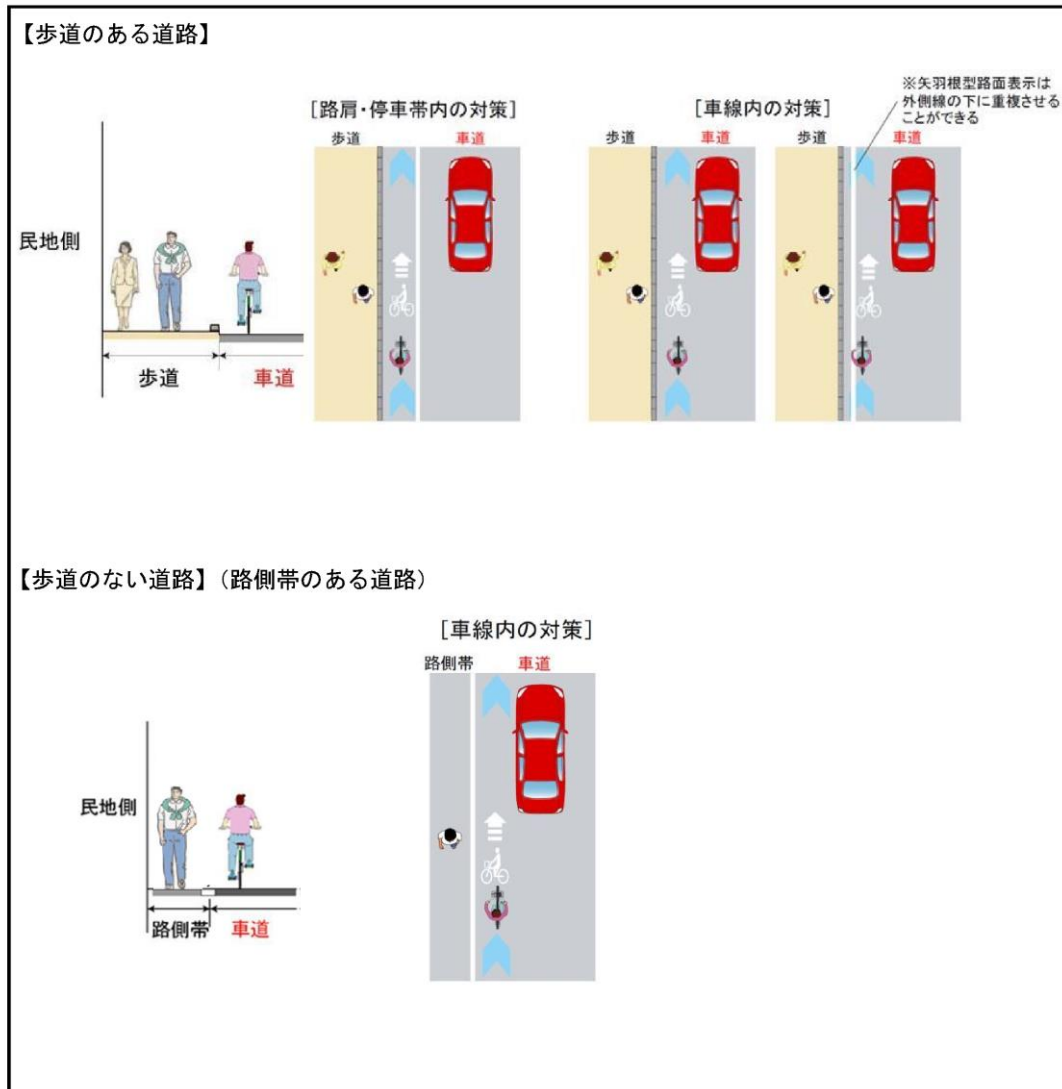 【歩道のある道路】
※矢羽根型路面表示は
外側線の下に重複させる
ことができる
[路肩・停車帯内の対策]
[車線内の対策]
歩道
車道
歩道
車道
歩道
車道
民地側
歩道
車道
【歩道のない道路】（路側帯のある道路）
[車線内の対策]
路側帯
車道
民地側
路側帯
車道